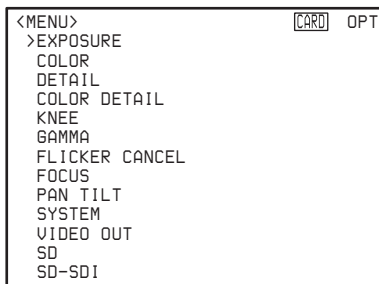 <MENU> CARD OPT
>EXPOSURE
COLOR
DETAIL
COLOR DETAIL
KNEE
GAMMA
FLICKER CANCEL
FOCUS
PAN TILT
SYSTEM
VIDEO OUT
SD
SD-SDI